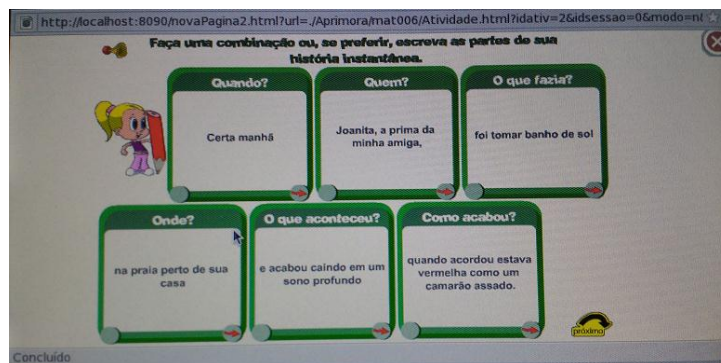 http://localhost:8090/novaPagina2.html?url=./Aprimora/mat006/Atividade.html?idativ=2&idsessao=0&modo=n
Faça uma combinação ou, se preferir, escreva as partes de sua
história instantânea.
Quando?
Certa manhã
Quem?
Joanita, a prima da
minha amiga,
O que fazia?
foi tomar banho de sol
Onde?
na praia perto de sua
casa
O que aconteceu?
e acabou caindo em um
sono profundo
Como acabou?
quando acordou estava
vermelha como um
camarão assado.
próximo
Concluído